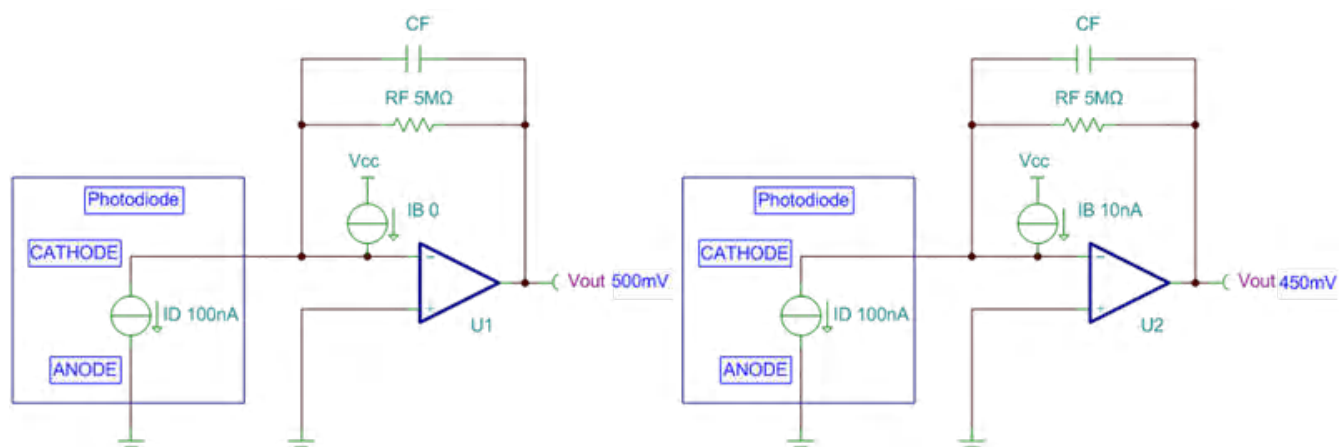 CF
RF 5MΩ
Vcc
Photodiode
IB 0
CATHODE
Vout 500mV
ID 100nA
U1
ANODE
CF
RF 5MΩ
Vcc
Photodiode
IB 10nA
CATHODE
Vout 450mV
ID 100nA
U2
ANODE